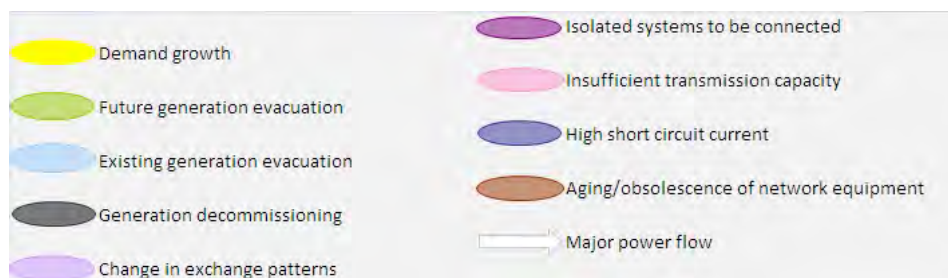 Demand growth
Future generation evacuation
Existing generation evacuation
Generation decommissioning
Change in exchange patterns
Isolated systems to be connected
Insufficient transmission capacity
High short circuit current
Aging/obsolescence of network equipment
Major power flow